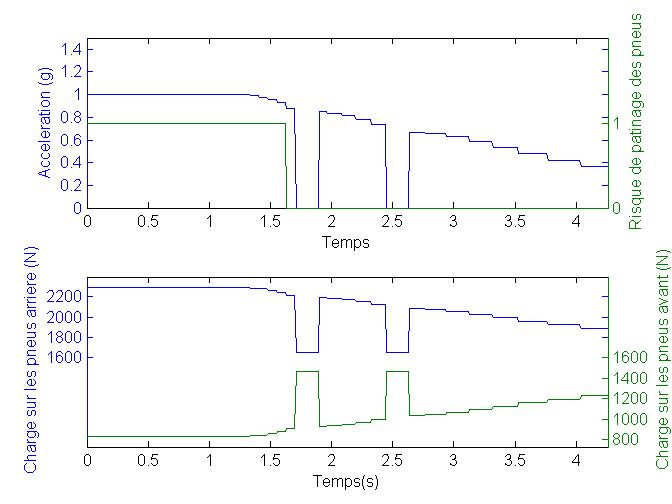 Acceleration (g)
1.4
1.2
1
0.8
0.6
0.4
0.2
0
Risque de patinage des pneus
1
0
0 0.5 1 1.5 2 2.5 3 3.5 4
Temps
Charge sur les pneus arriere (N)
2200
2000
1800
1600
Charge sur les pneus avant (N)
1600
1400
1200
1000
800
0 0.5 1 1.5 2 2.5 3 3.5 4
Temps(s)